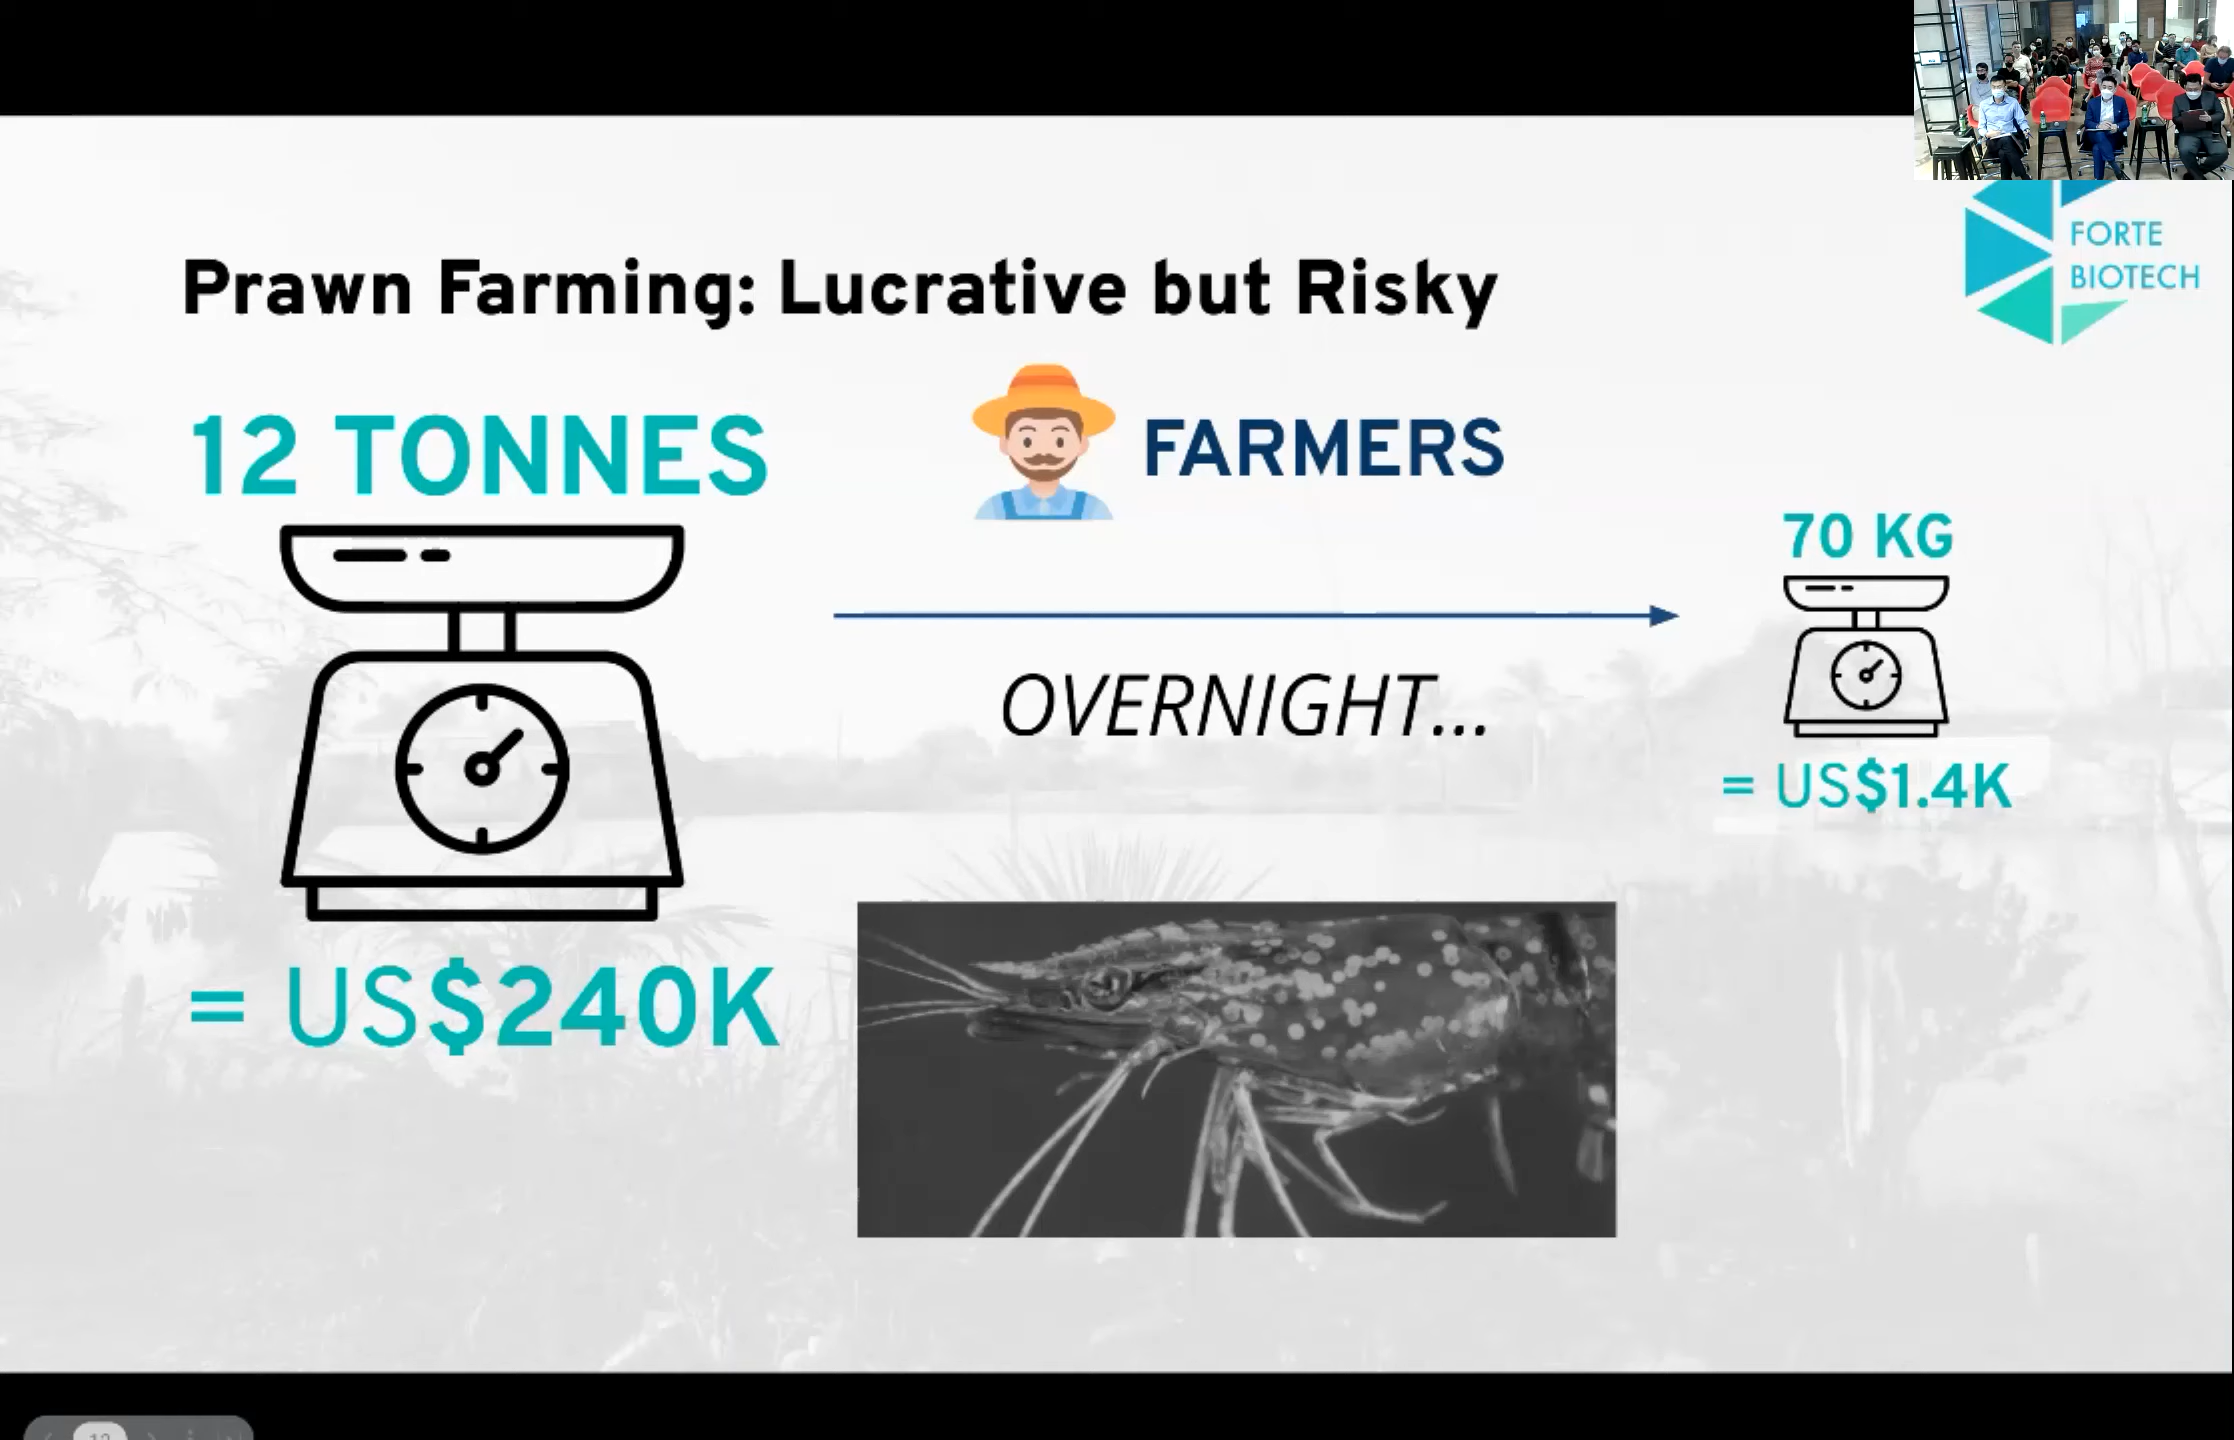 FORTE
BIOTECH
Prawn Farming: Lucrative but Risky
12 TONNES
FARMERS
70 KG
OVERNIGHT...
= US$1.4K
= US$240K